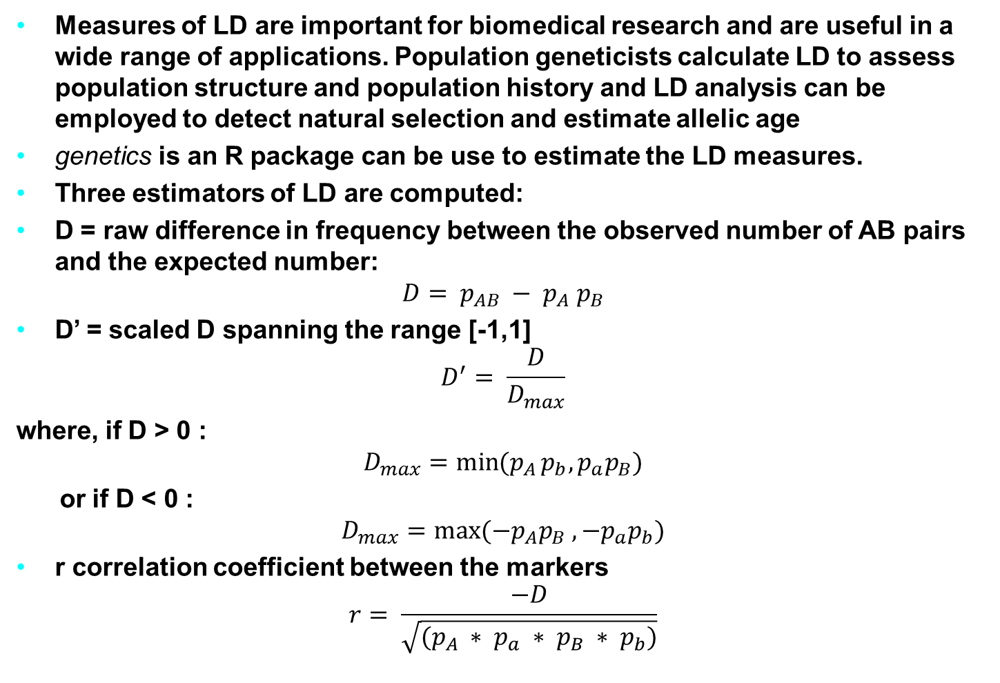 • Measures of LD are important for biomedical research and are useful in a
wide range of applications. Population geneticists calculate LD to assess
population structure and population history and LD analysis can be
employed to detect natural selection and estimate allelic age
• genetics is an R package can be use to estimate the LD measures.
• Three estimators of LD are computed:
• D = raw difference in frequency between the observed number of AB pairs
and the expected number:
D = p_{AB} − p_A p_B
• D’ = scaled D spanning the range [-1,1]
D′ = \frac{D}{D_{max}}
where, if D > 0 :
D_{max} = min(p_A p_b, p_a p_B)
or if D < 0 :
D_{max} = max(−p_A p_B , −p_a p_b)
• r correlation coefficient between the markers
r = \frac{−D}{\sqrt{(p_A * p_a * p_B * p_b)}}